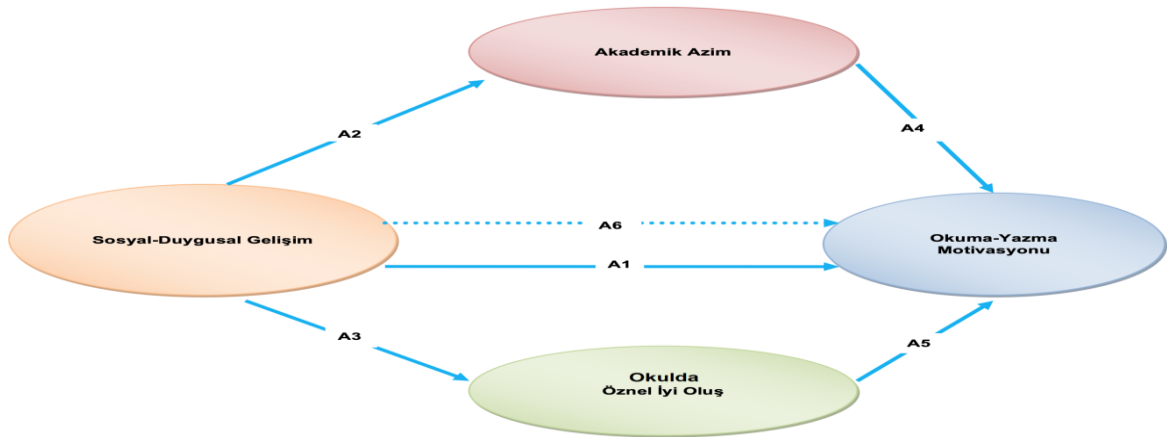 Akademik Azim
A2
A4
Sosyal-Duygusal Gelişim
A6
Okuma-Yazma
Motivasyonu
A1
A3
A5
Okulda
Öznel İyi Oluş